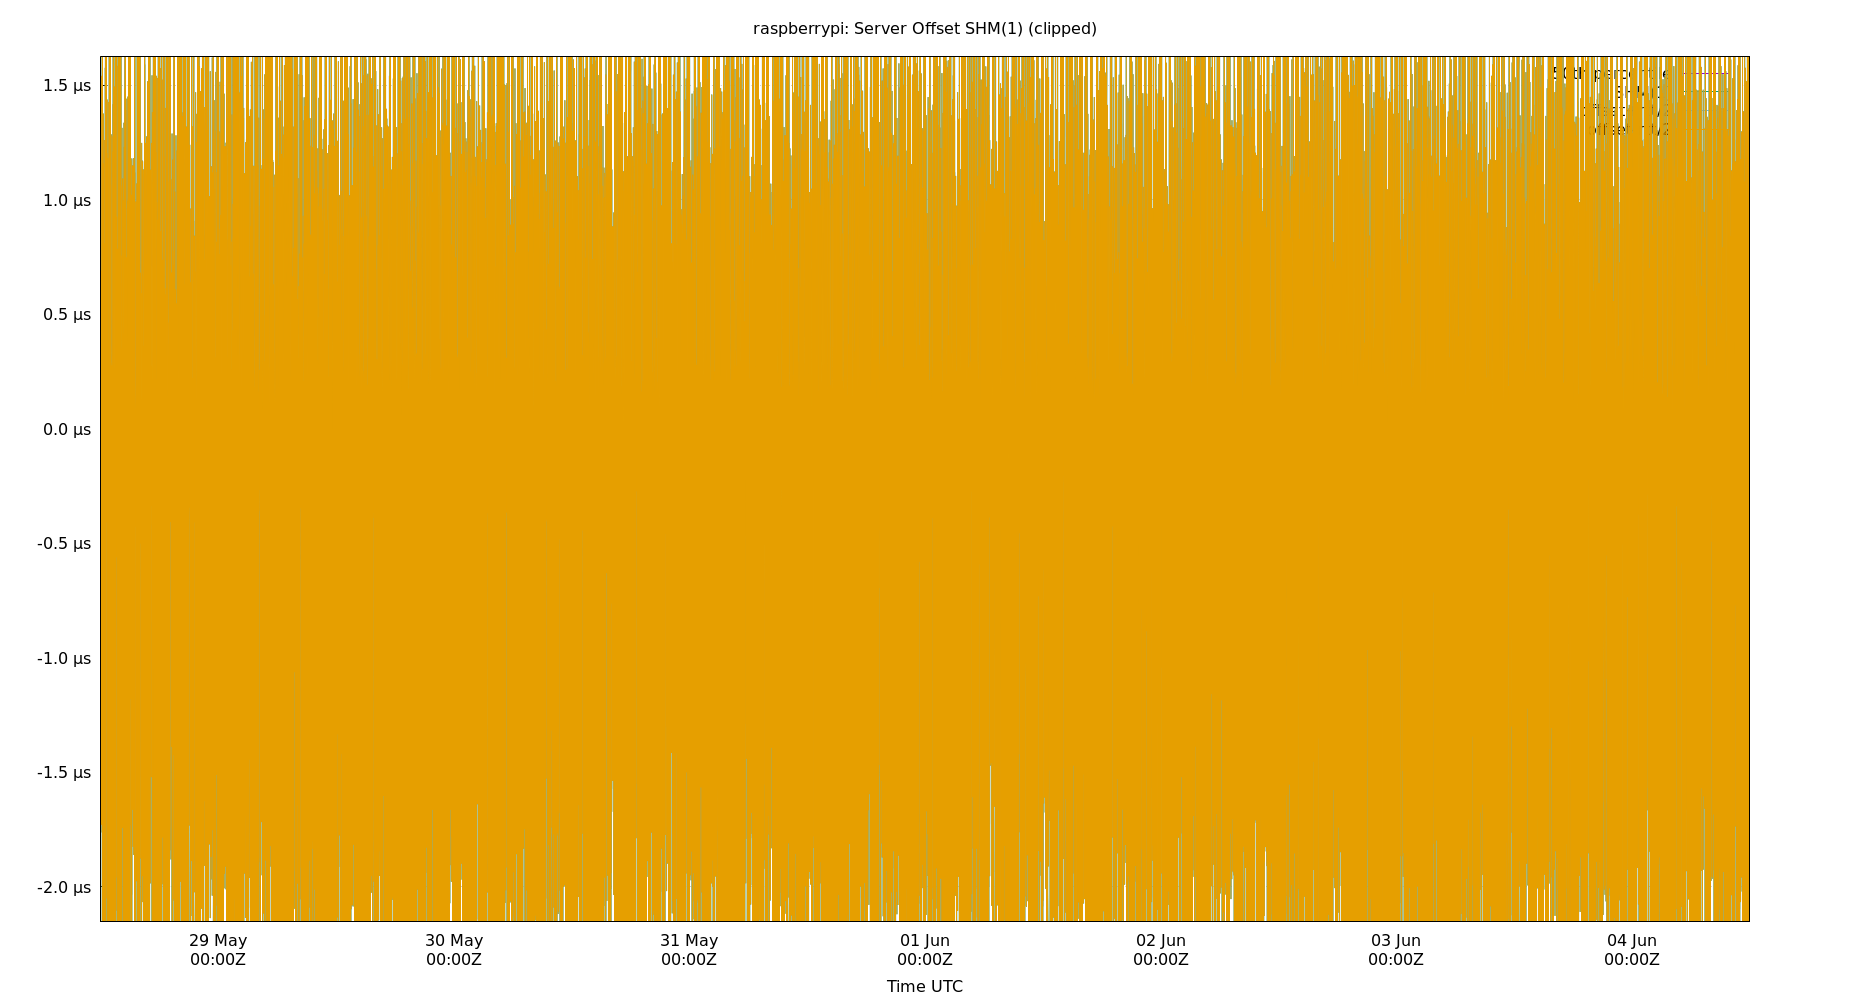 raspberrypi: Server Offset SHM(1) (clipped)
1.5 µs
1.0 µs
0.5 µs
0.0 µs
-0.5 µs
-1.0 µs
-1.5 µs
-2.0 µs
29 May 30 May 31 May 01 Jun 02 Jun 03 Jun 04 Jun
00:00Z 00:00Z 00:00Z 00:00Z 00:00Z 00:00Z 00:00Z
Time UTC